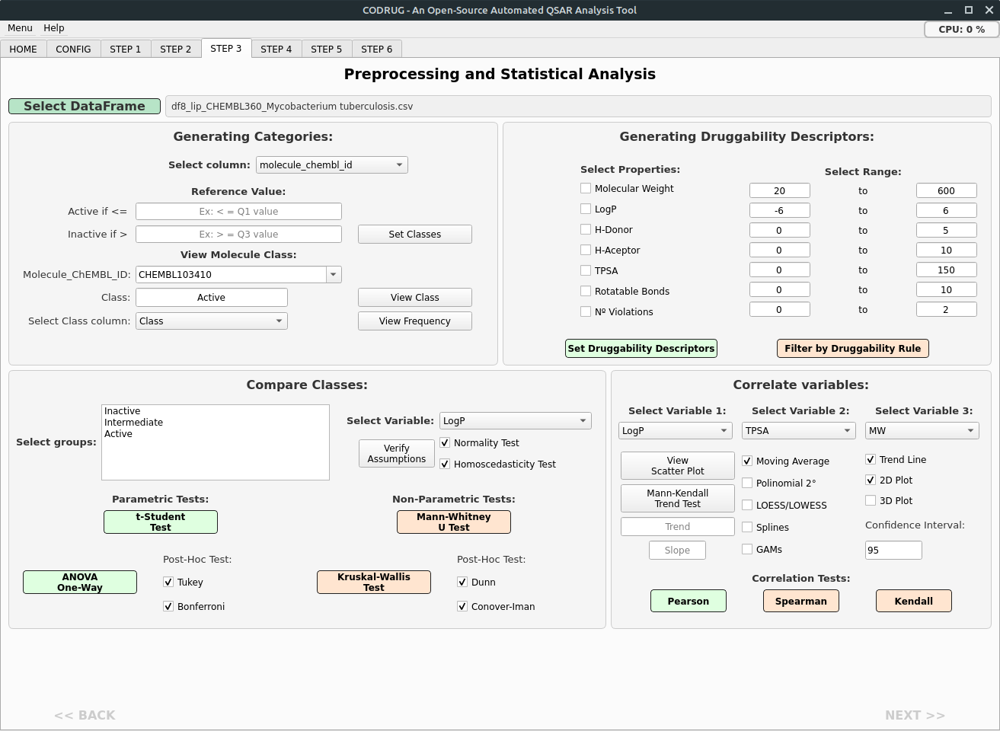 CODRUG - An Open-Source Automated QSAR Analysis Tool
Menu Help
CPU: 0 %
HOME CONFIG STEP 1 STEP 2 STEP 3 STEP 4 STEP 5 STEP 6
Preprocessing and Statistical Analysis
Select DataFrame df8_lip_CHEMBL360_Mycobacterium tuberculosis.csv
Generating Categories:
Select column: molecule_chembl_id
Reference Value:
Active if <= Ex: < = Q1 value
Inactive if > Ex: > = Q3 value Set Classes
View Molecule Class:
Molecule_ChEMBL_ID: CHEMBL103410
Class: Active View Class
Select Class column: Class View Frequency
Generating Druggability Descriptors:
Select Properties: Select Range:
Molecular Weight 20 to 600
LogP -6 to 6
H-Donor 0 to 5
H-Aceptor 0 to 10
TPSA 0 to 150
Rotatable Bonds 0 to 10
Nº Violations 0 to 2
Set Druggability Descriptors Filter by Druggability Rule
Compare Classes:
Select groups:
Inactive
Intermediate
Active
Select Variable: LogP
Verify
Assumptions
Normality Test
Homoscedasticity Test
Parametric Tests: Non-Parametric Tests:
t-Student
Test
Mann-Whitney
U Test
Post-Hoc Test:
ANOVA
One-Way
Tukey
Bonferroni
Post-Hoc Test:
Kruskal-Wallis
Test
Dunn
Conover-Iman
Correlate variables:
Select Variable 1: Select Variable 2: Select Variable 3:
LogP TPSA MW
View
Scatter Plot
Mann-Kendall
Trend Test
Trend
Slope
Moving Average
Polinomial 2°
LOESS/LOWESS
Splines
GAMs
Trend Line
2D Plot
3D Plot
Confidence Interval:
95
Correlation Tests:
Pearson Spearman Kendall
<< BACK NEXT >>